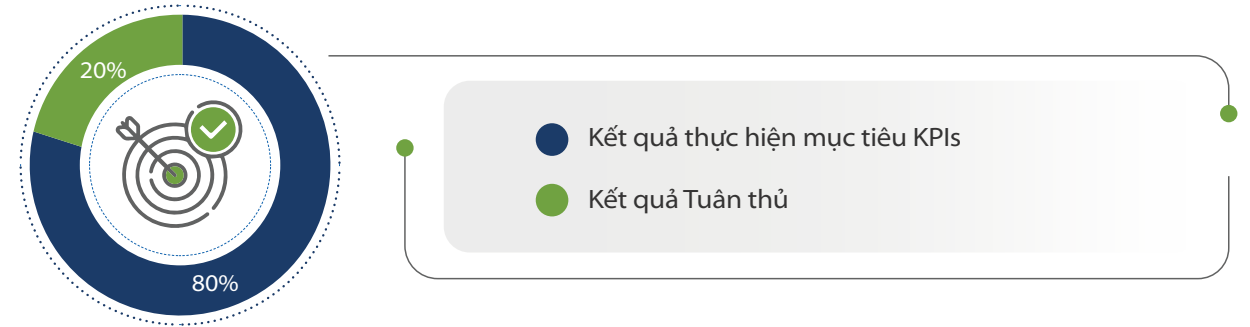 20%
80%
Kết quả thực hiện mục tiêu KPIs
Kết quả Tuân thủ